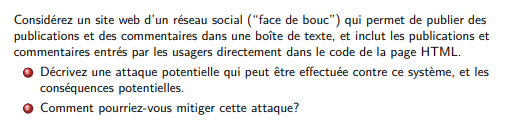 Considérez un site web d'un réseau social ("face de bouc") qui permet de publier des
publications et des commentaires dans une boîte de texte, et inclut les publications et
commentaires entrés par les usagers directement dans le code de la page HTML.
1 Décrivez une attaque potentielle qui peut être effectuée contre ce système, et les
conséquences potentielles.
2 Comment pourriez-vous mitiger cette attaque?